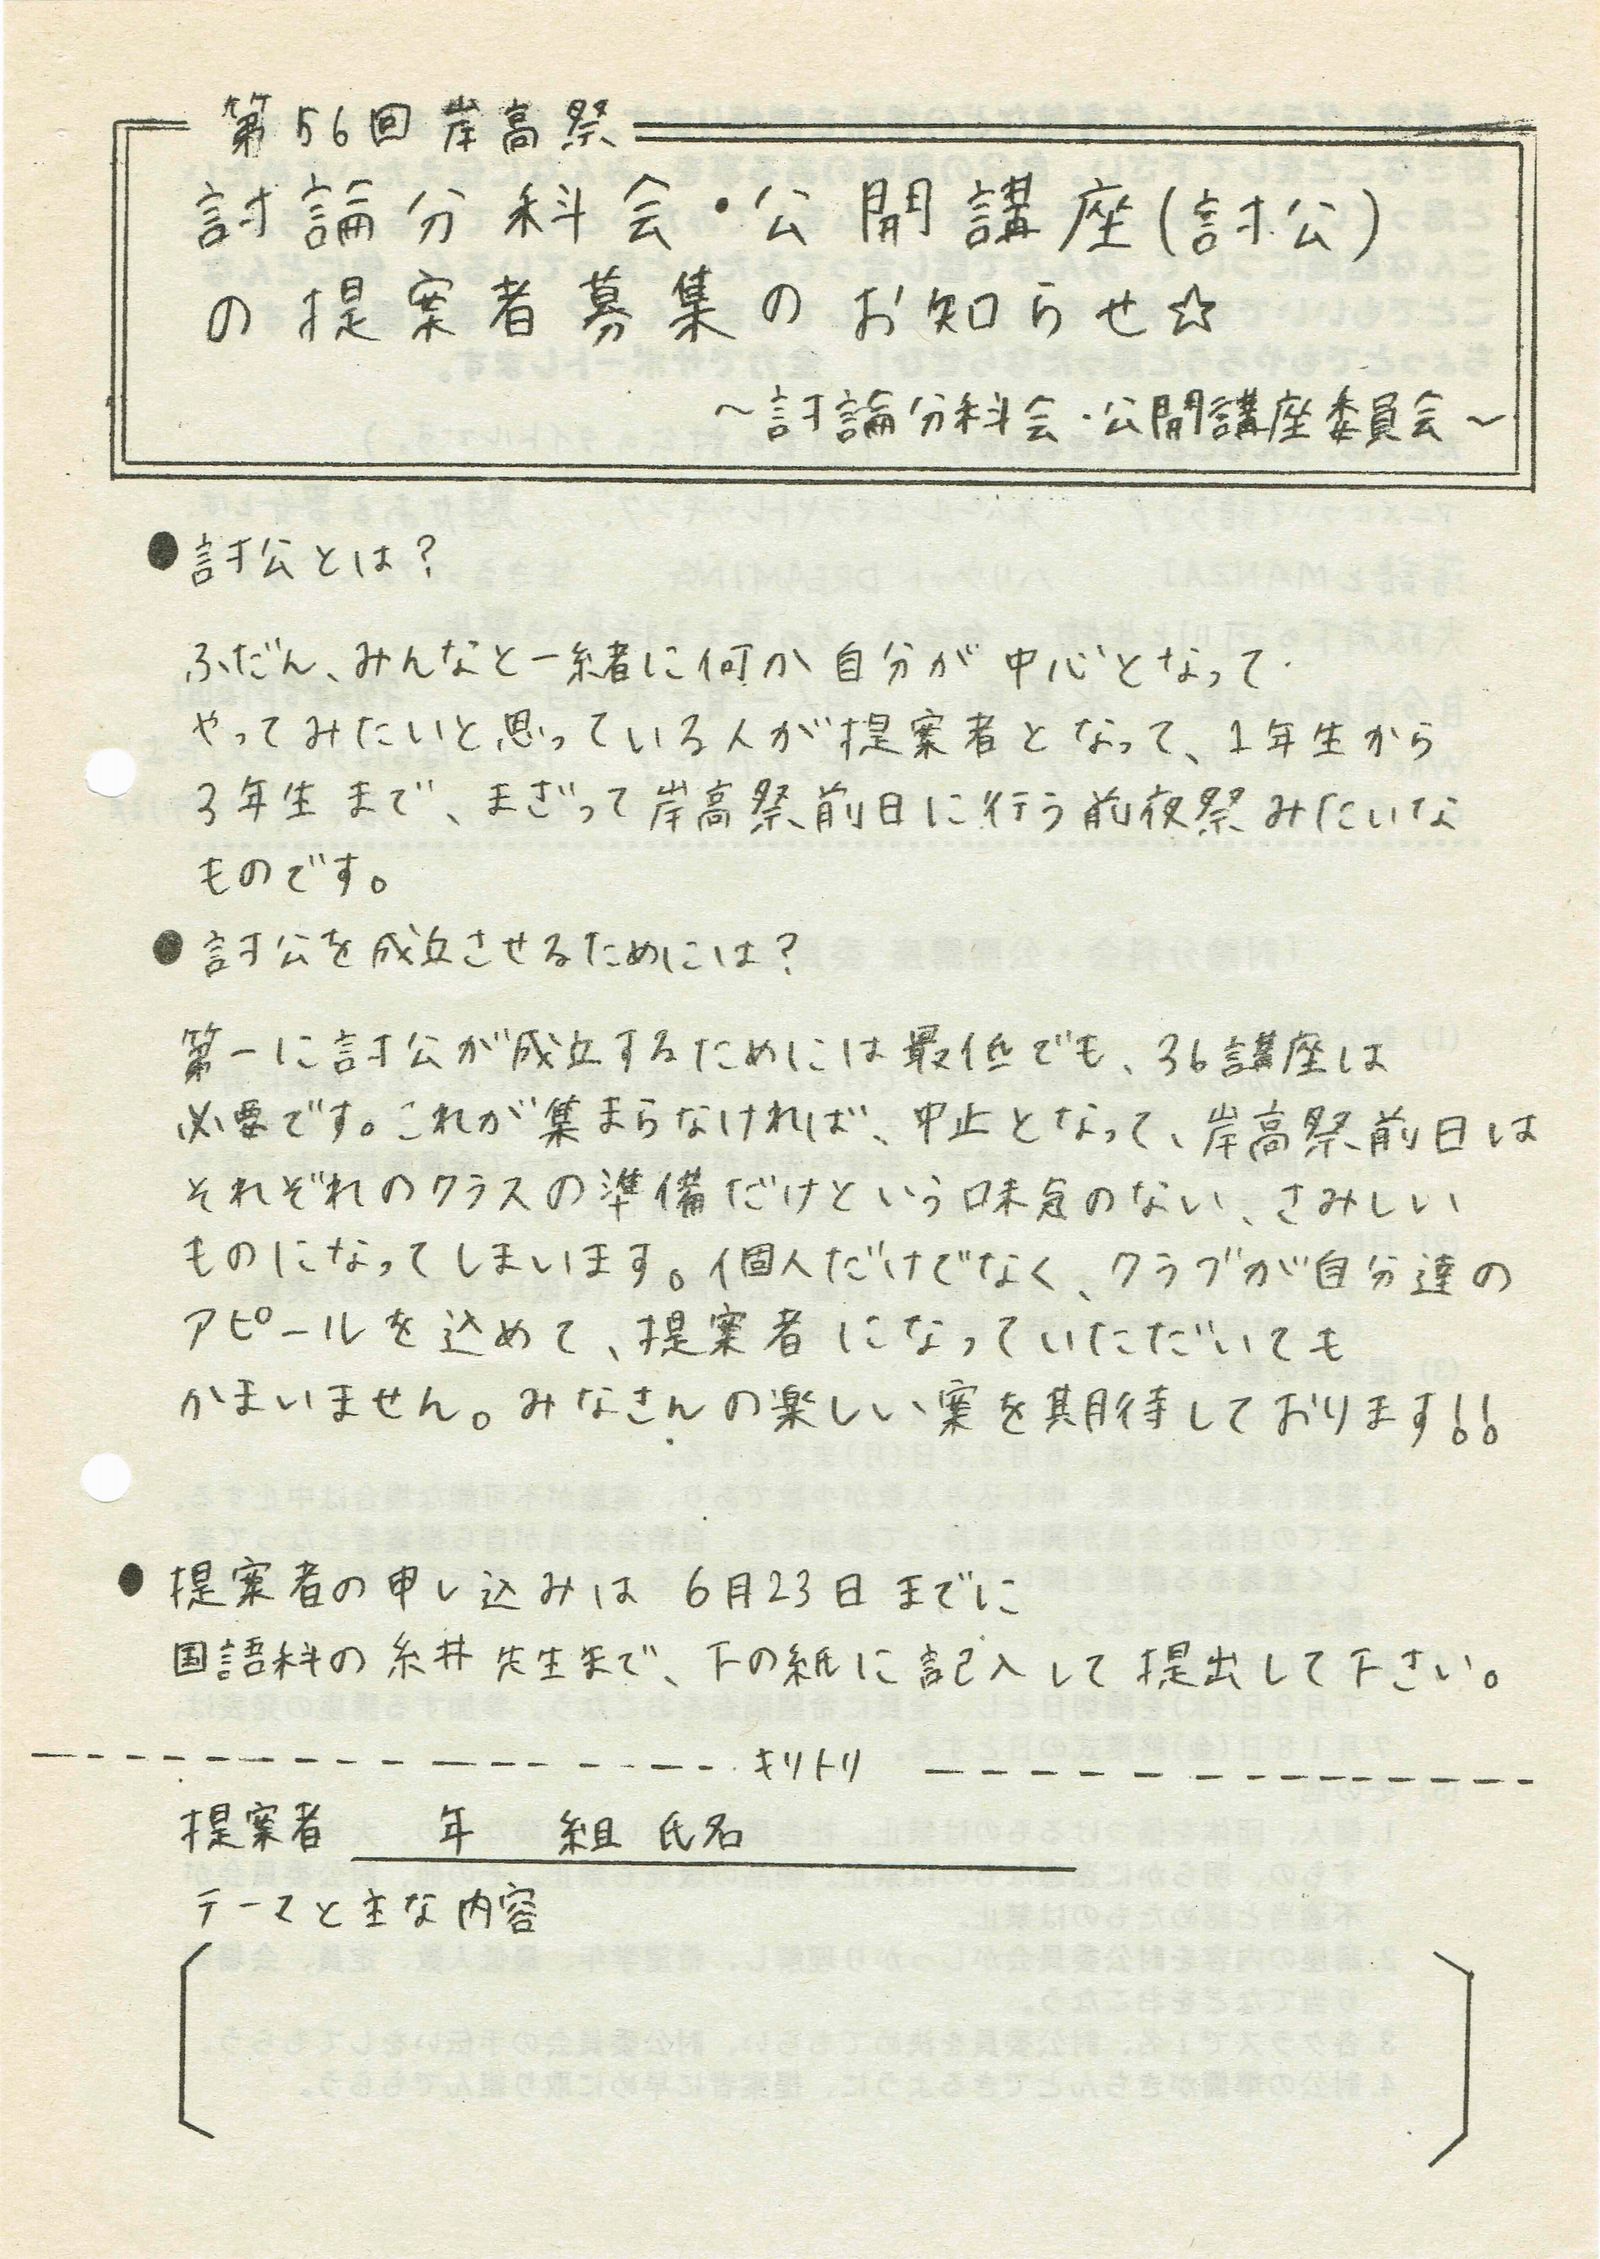 第56回岸高祭
討論分科会・公開講座(討公)
の提案者募集のお知らせ☆
～討論分科会・公開講座委員会～
●討公とは?
ふだん、みんなと一緒に何か自分が中心となって
やってみたいと思っている人が提案者となって、1年生から
3年生まで、まざって岸高祭前日に行う前夜祭みたいな
ものです。
●討公を成立させるためには?
第一に討公が成立するためには最低でも、36講座は
必要です。これが集まらなければ、中止となって、岸高祭前日は
それぞれのクラスの準備だけという味気のない、さみしい
ものになってしまいます。個人だけでなく、クラブが自分達の
アピールを込めて、提案者になっていただいても
かまいません。みなさんの楽しい案を期待しております!!
●提案者の申し込みは 6月23日までに
国語科の糸井先生まで、下の紙に記入して提出して下さい。
キリトリ
提案者 年 組 氏名
テーマと主な内容